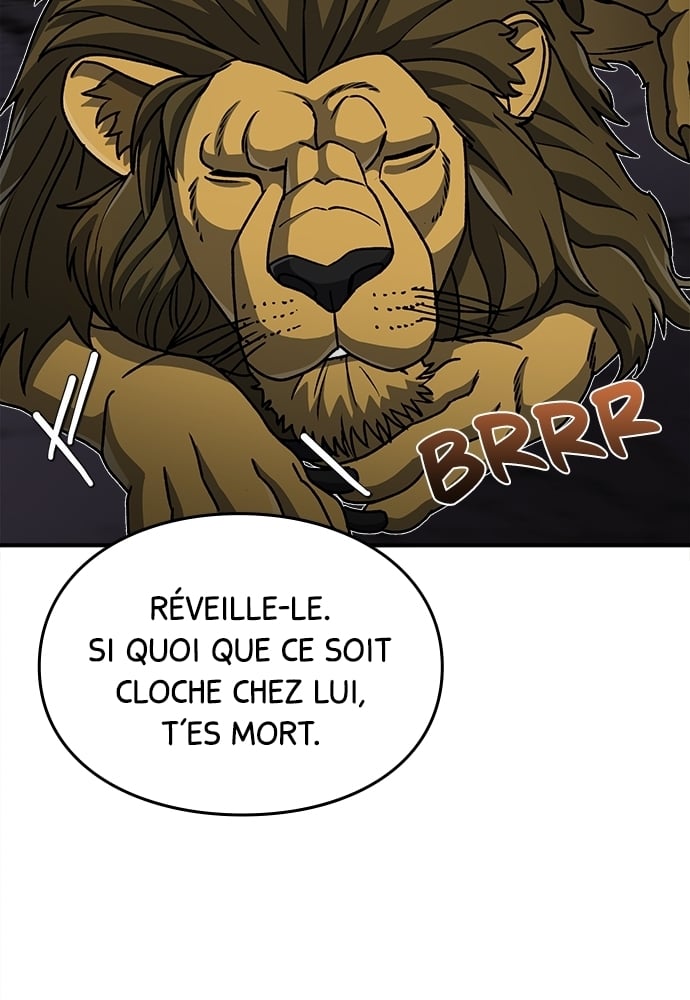 BRRR
RÉVEILLE-LE.
SI QUOI QUE CE SOIT
CLOCHE CHEZ LUI,
T'ES MORT.